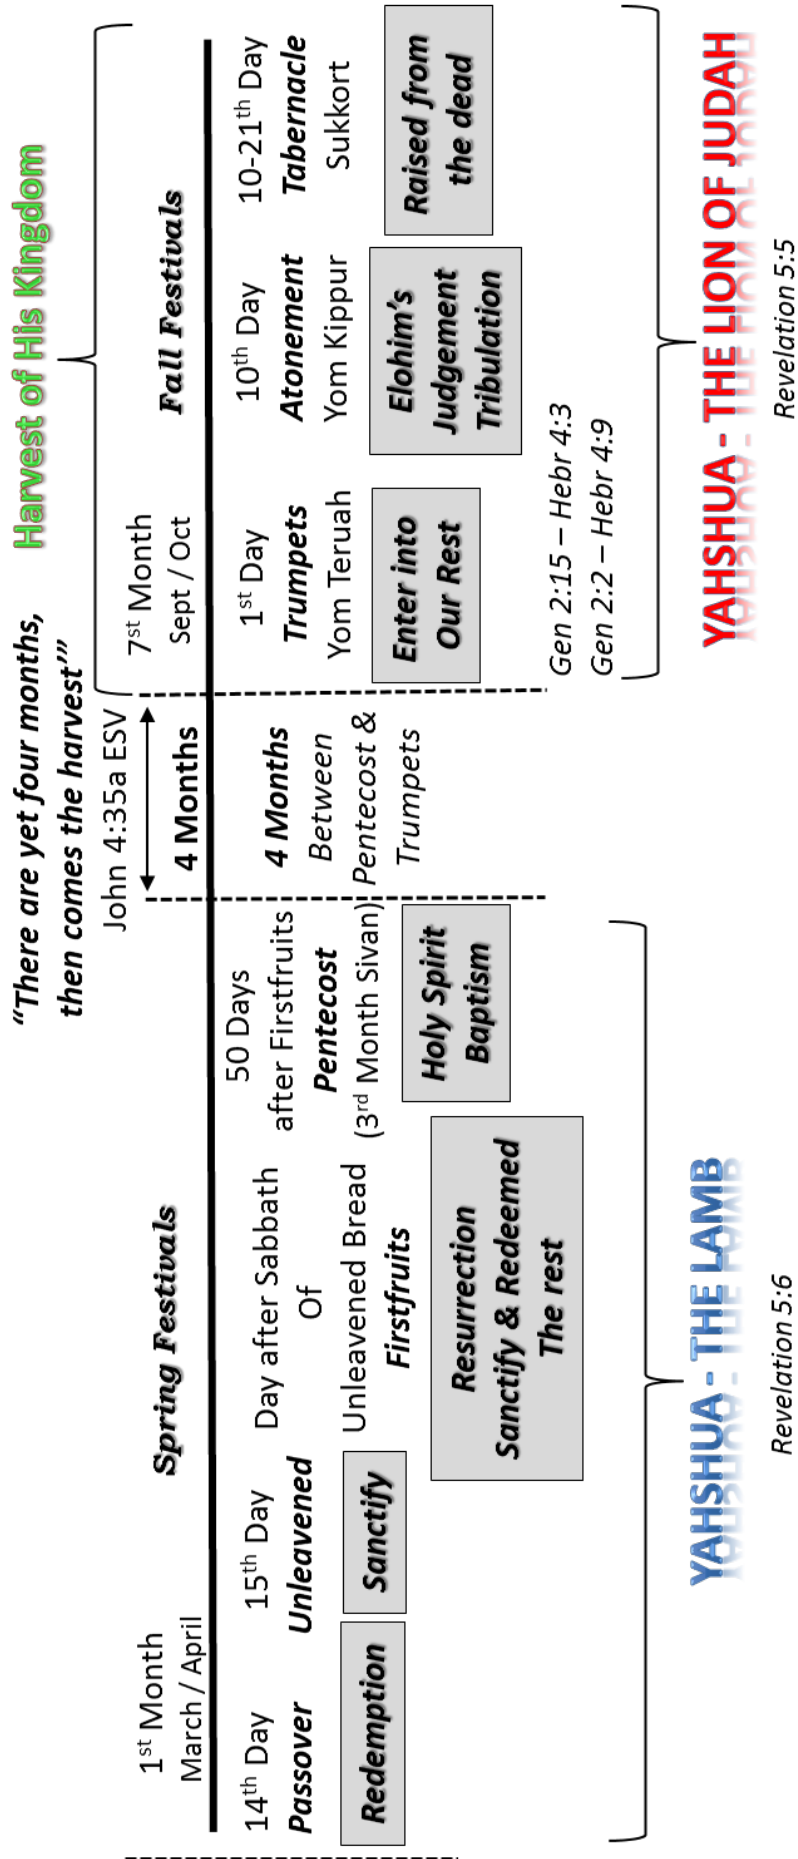 “There are yet four months,
then comes the harvest’”
John 4:35a ESV
Harvest of His Kingdom
1st Month
March / April
Spring Festivals
4 Months
7st Month
Sept / Oct
Fall Festivals
14th Day
Passover
Redemption
15th Day
Unleavened
Sanctify
Day after Sabbath
Of
Unleavened Bread
Firstfruits
Resurrection
Sanctify & Redeemed
The rest
50 Days
after Firstfruits
Pentecost
(3rd Month Sivan)
Holy Spirit
Baptism
4 Months
Between
Pentecost &
Trumpets
1st Day
Trumpets
Yom Teruah
Enter into
Our Rest
10th Day
Atonement
Yom Kippur
Elohim’s
Judgement
Tribulation
10-21th Day
Tabernacle
Sukkort
Raised from
the dead
Gen 2:15 – Hebr 4:3
Gen 2:2 – Hebr 4:9
YAHSHUA - THE LAMB
Revelation 5:6
YAHSHUA - THE LION OF JUDAH
Revelation 5:5